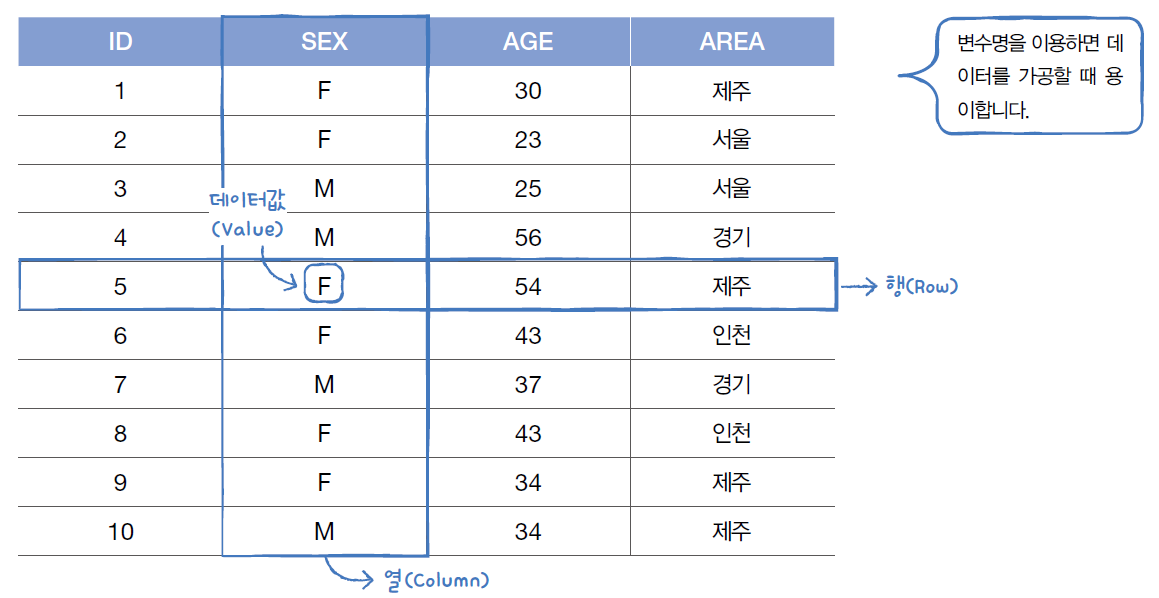 ID SEX AGE AREA
1 F 30 제주
2 F 23 서울
3 M 25 서울
4 M 56 경기
5 F 54 제주
6 F 43 인천
7 M 37 경기
8 F 43 인천
9 F 34 제주
10 M 34 제주
데이터값
(Value)
행(Row)
열(Column)
변수명을 이용하면 데
이터를 가공할 때 용
이합니다.